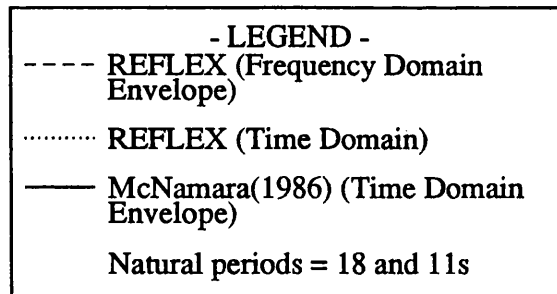 - LEGEND -
REFLEX (Frequency Domain
Envelope)
REFLEX (Time Domain)
McNamara(1986) (Time Domain
Envelope)
Natural periods = 18 and 11s